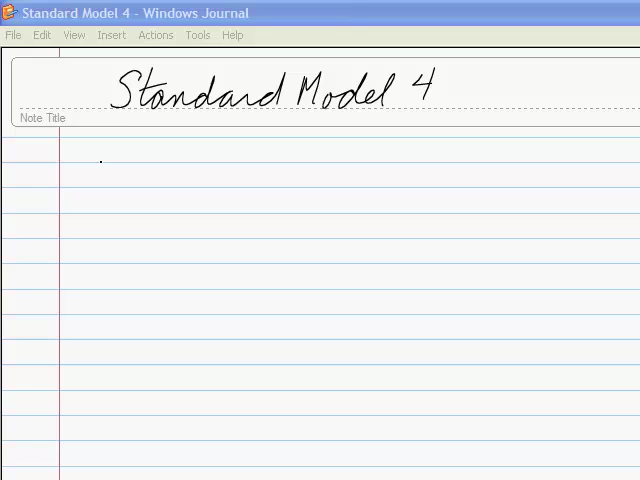 Standard Model 4 - Windows Journal
File Edit View Insert Actions Tools Help
Standard Model 4
Note Title